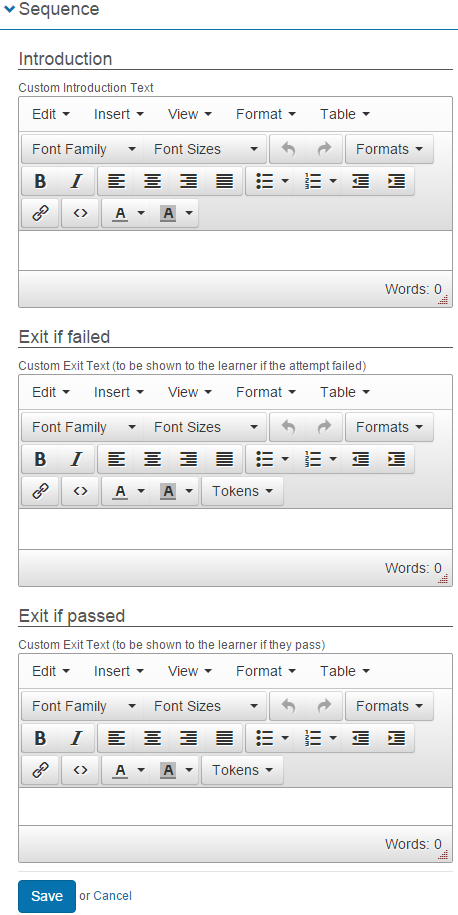 Sequence
Introduction
Custom Introduction Text
Edit Insert View Format Table
Font Family Font Sizes Formats
B I
A A
Words: 0
Exit if failed
Custom Exit Text (to be shown to the learner if the attempt failed)
Edit Insert View Format Table
Font Family Font Sizes Formats
B I
A A Tokens
Words: 0
Exit if passed
Custom Exit Text (to be shown to the learner if they pass)
Edit Insert View Format Table
Font Family Font Sizes Formats
B I
A A Tokens
Words: 0
Save or Cancel